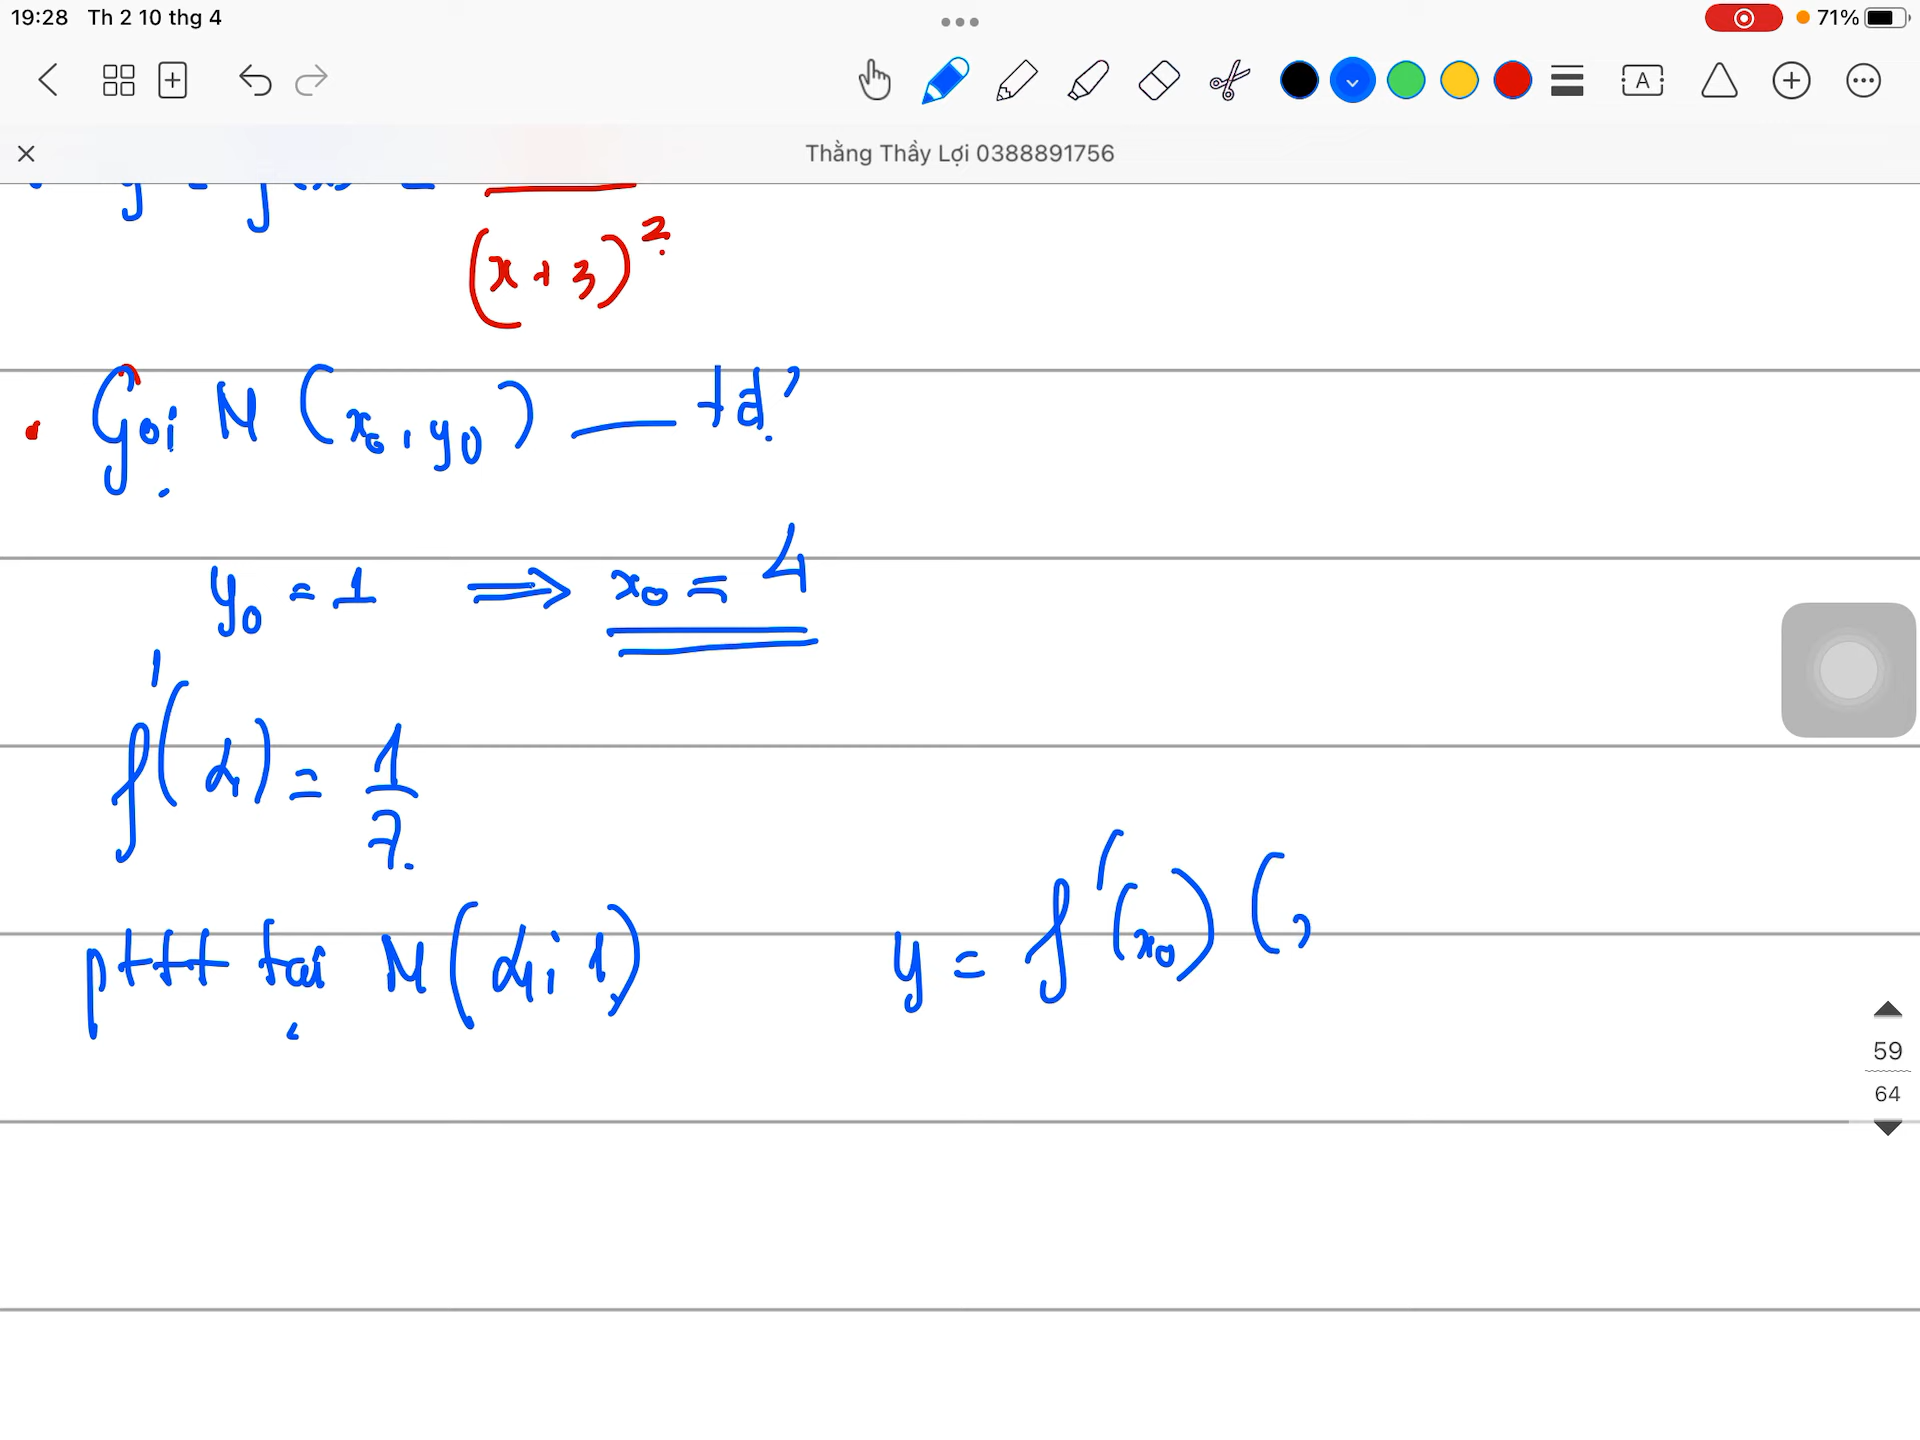 19:28 Th 2 10 thg 4
71%
A
Thằng Thầy Lợi 0388891756
(x+3)²
Gọi M(x₀, y₀) — tđ
y₀ = 1 ⟹ x₀ = 4
f'(4) = 1/7
pttt tại M(4; 1) y = f'(x₀)(
59
64